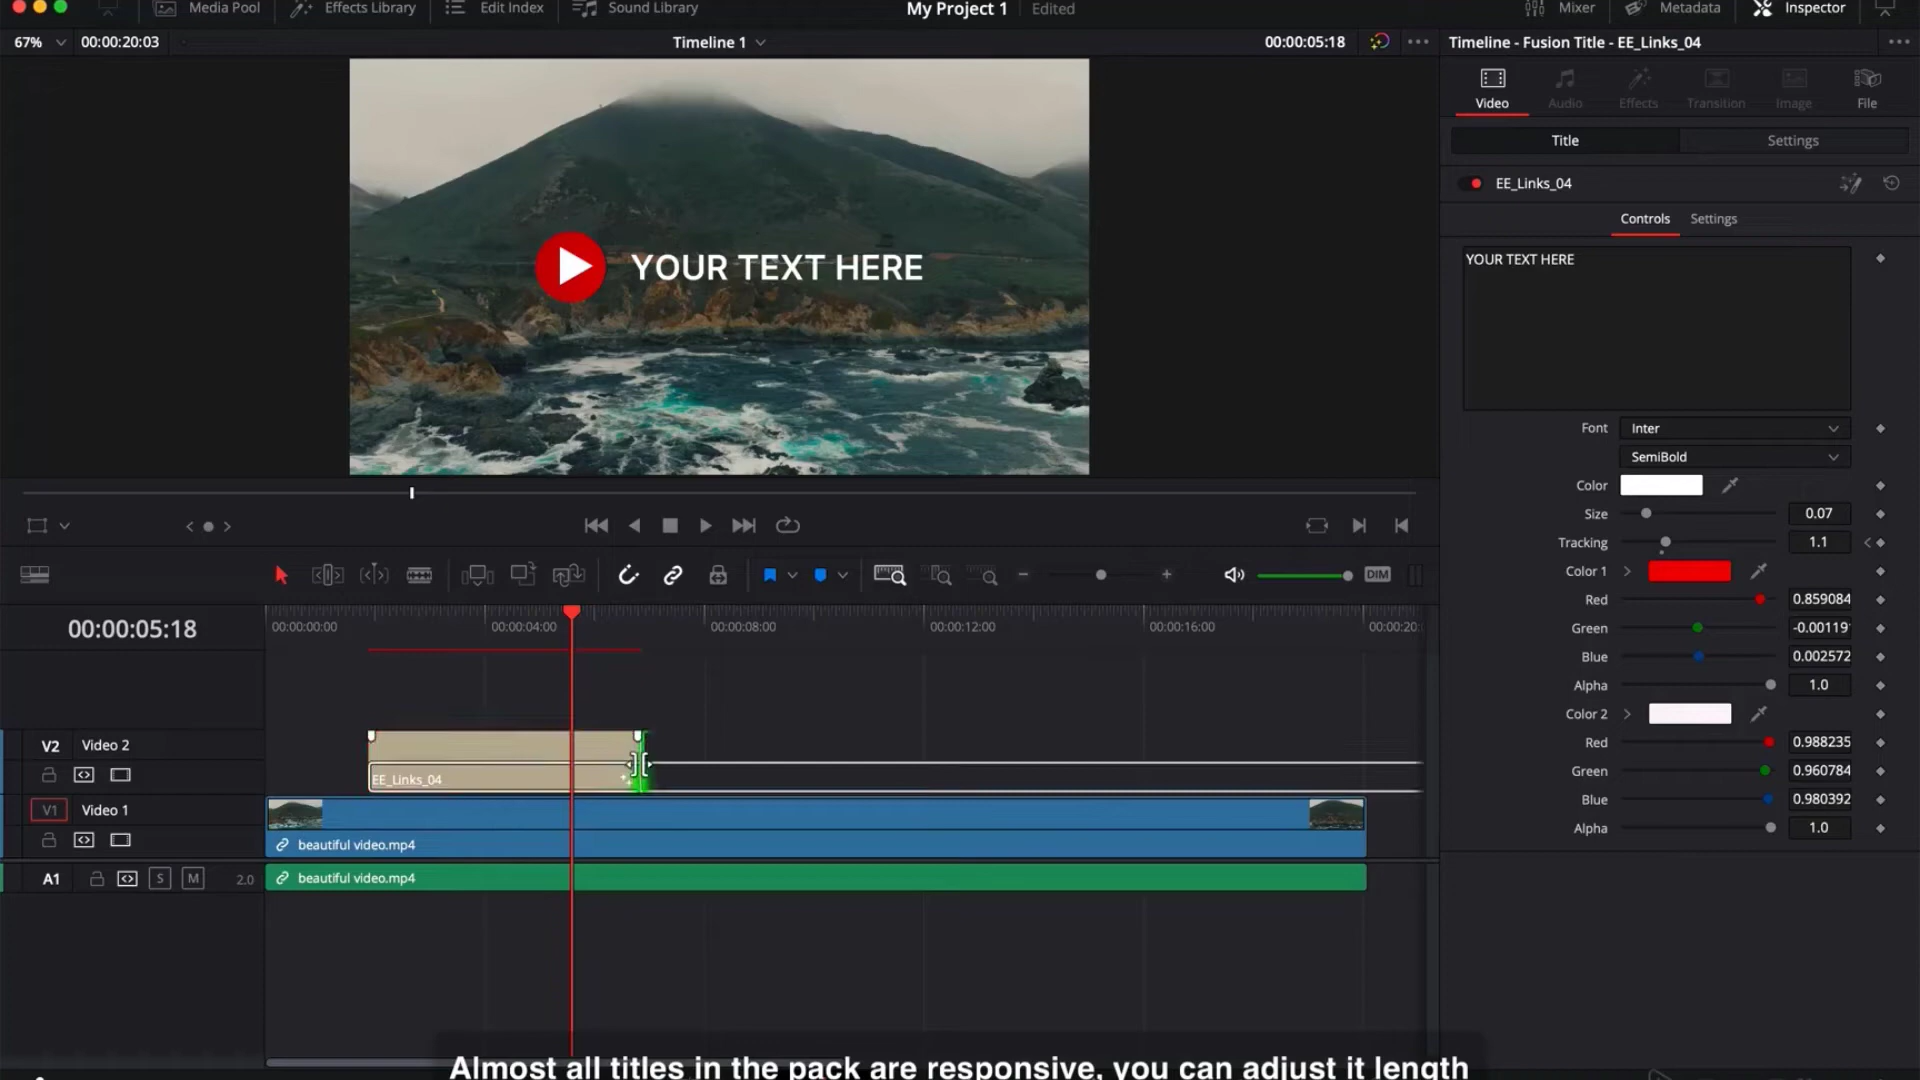 Media Pool
Effects Library
Edit Index
Sound Library
My Project 1
Edited
Mixer
Metadata
Inspector
67%
00:00:20:03
Timeline 1
00:00:05:18
Timeline - Fusion Title - EE_Links_04
Video
Audio
Effects
Transition
Image
File
Title
Settings
EE_Links_04
Controls
Settings
YOUR TEXT HERE
YOUR TEXT HERE
Font
Inter
SemiBold
Color
Size
0.07
Tracking
1.1
Color 1
Red
0.859084
Green
-0.00119
Blue
0.002572
Alpha
1.0
Color 2
Red
0.988235
Green
0.960784
Blue
0.980392
Alpha
1.0
DIM
00:00:05:18
00:00:00:00
00:00:04:00
00:00:08:00
00:00:12:00
00:00:16:00
00:00:20:
V2
Video 2
EE_Links_04
V1
Video 1
beautiful video.mp4
A1
S
M
2.0
beautiful video.mp4
Almost all titles in the pack are responsive, you can adjust it length